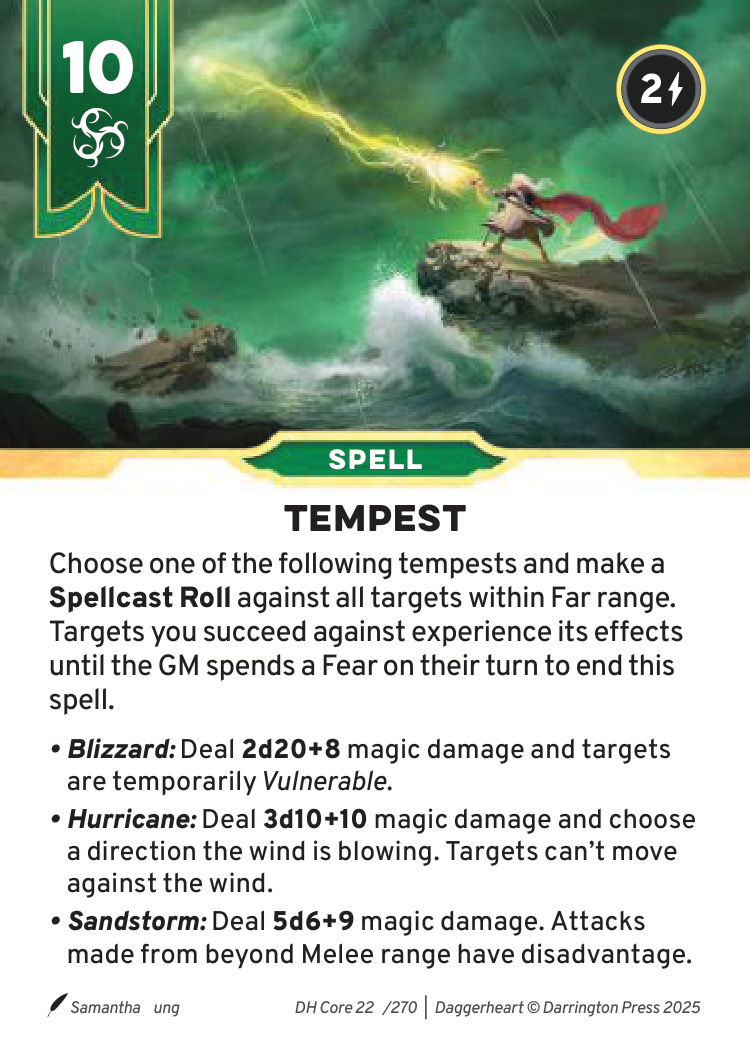 10
2
SPELL
TEMPEST
Choose one of the following tempests and make a
Spellcast Roll against all targets within Far range.
Targets you succeed against experience its effects
until the GM spends a Fear on their turn to end this
spell.
• Blizzard: Deal 2d20+8 magic damage and targets
are temporarily Vulnerable.
• Hurricane: Deal 3d10+10 magic damage and choose
a direction the wind is blowing. Targets can’t move
against the wind.
• Sandstorm: Deal 5d6+9 magic damage. Attacks
made from beyond Melee range have disadvantage.
Samantha ung
DH Core 22 /270 | Daggerheart © Darrington Press 2025